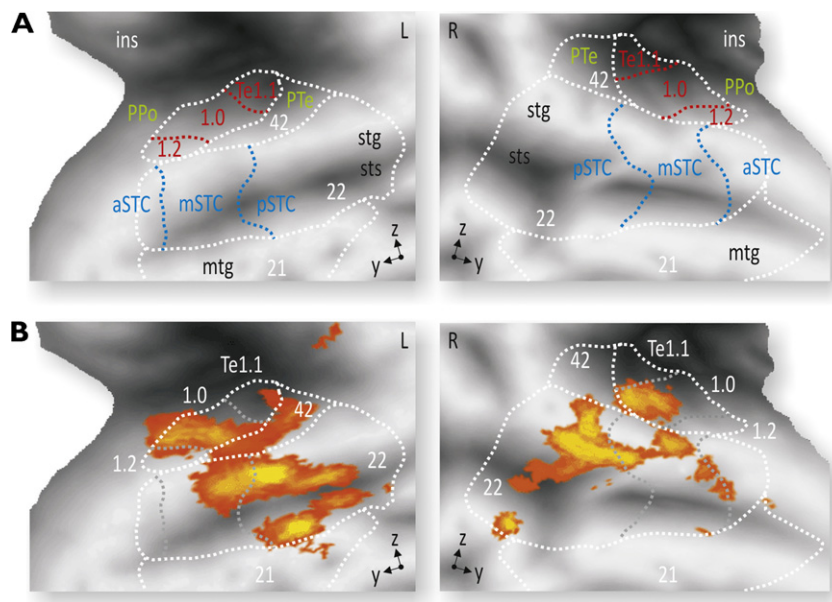 A
ins
L
PPo
Te1.1
PTe
1.0
42
1.2
stg
sts
aSTC
mSTC
pSTC
22
mtg
21
z
y
R
ins
PTe
Te1.1
42
1.0
PPo
1.2
stg
sts
pSTC
mSTC
aSTC
22
21
mtg
z
y
B
L
Te1.1
1.0
42
1.2
22
21
z
y
R
42
Te1.1
1.0
1.2
22
21
z
y